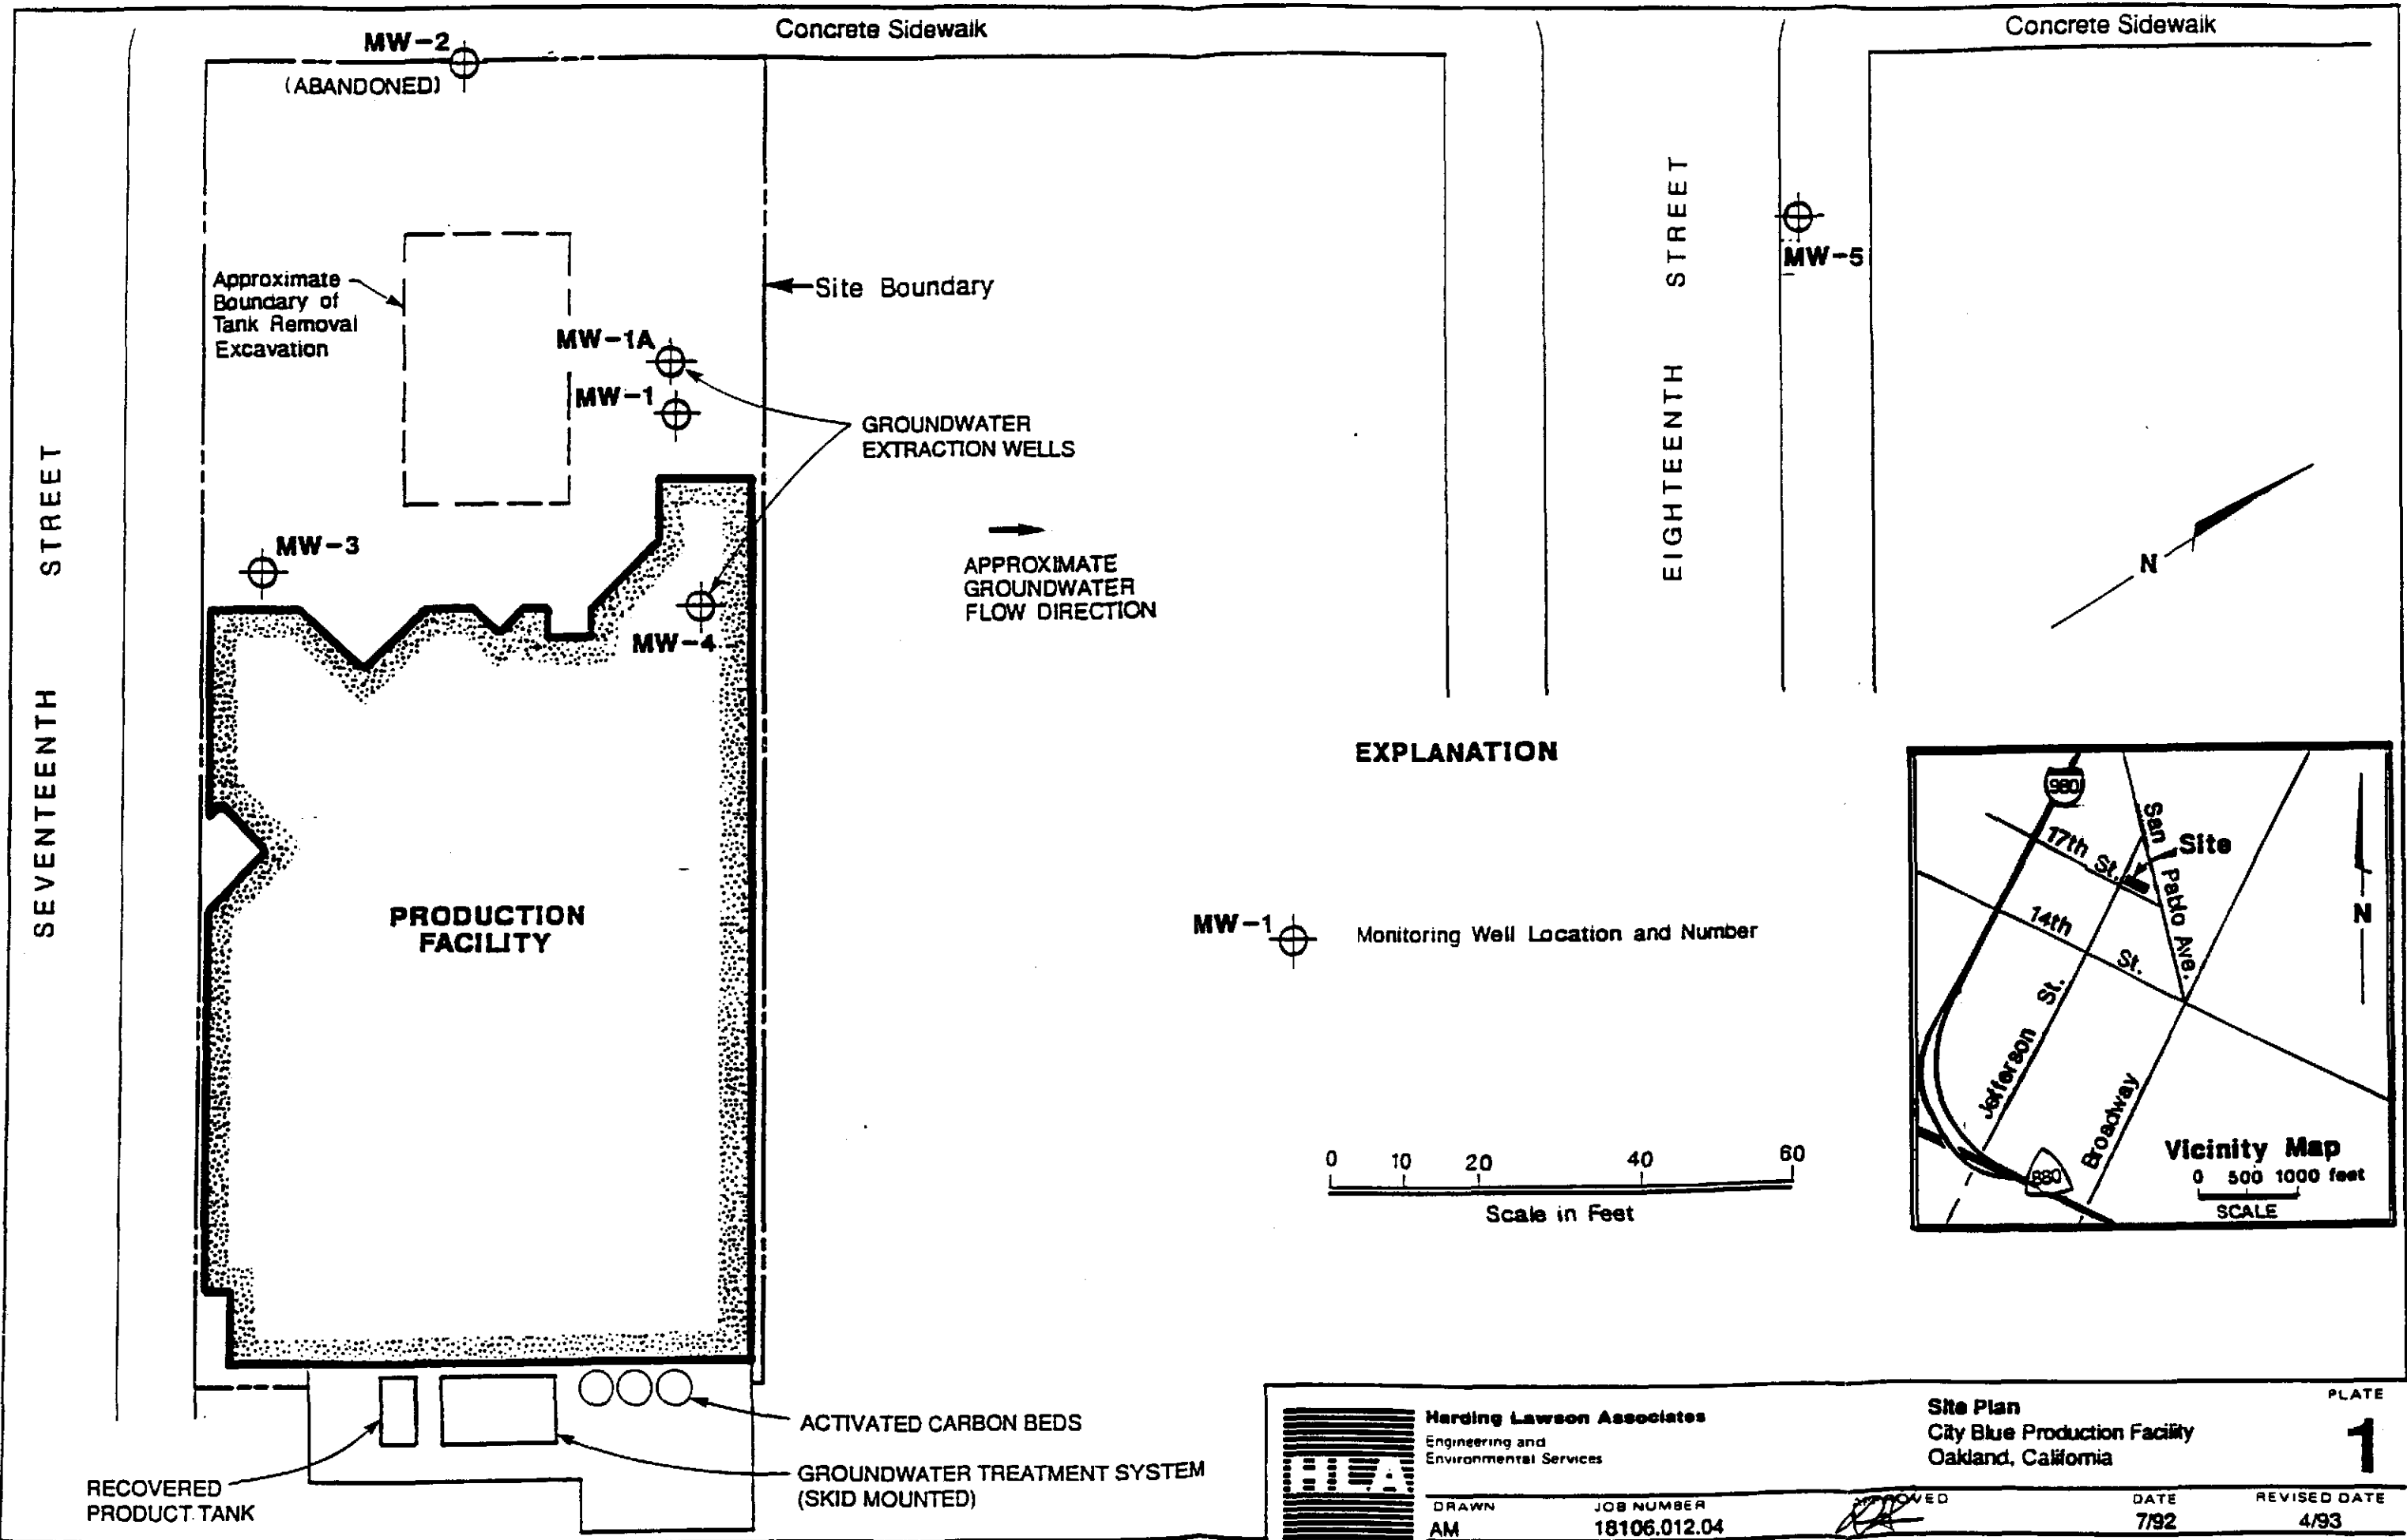 Concrete Sidewalk
Concrete Sidewalk
MW-2
(ABANDONED)
MW-5
Approximate
Boundary of
Tank Removal
Excavation
Site Boundary
MW-1A
MW-1
GROUNDWATER
EXTRACTION WELLS
SEVENTEENTH STREET
EIGHTEENTH STREET
MW-3
MW-4
APPROXIMATE
GROUNDWATER
FLOW DIRECTION
N
PRODUCTION
FACILITY
EXPLANATION
MW-1
Monitoring Well Location and Number
0 10 20 40 60
Scale in Feet
980
17th St.
San Pablo Ave.
Site
14th St.
N
Jefferson St.
Broadway
880
Vicinity Map
0 500 1000 feet
SCALE
ACTIVATED CARBON BEDS
GROUNDWATER TREATMENT SYSTEM
(SKID MOUNTED)
RECOVERED
PRODUCT TANK
HLA
Harding Lawson Associates
Engineering and
Environmental Services
Site Plan
City Blue Production Facility
Oakland, California
PLATE
1
DRAWN
AM
JOB NUMBER
18106.012.04
APPROVED
DATE
7/92
REVISED DATE
4/93